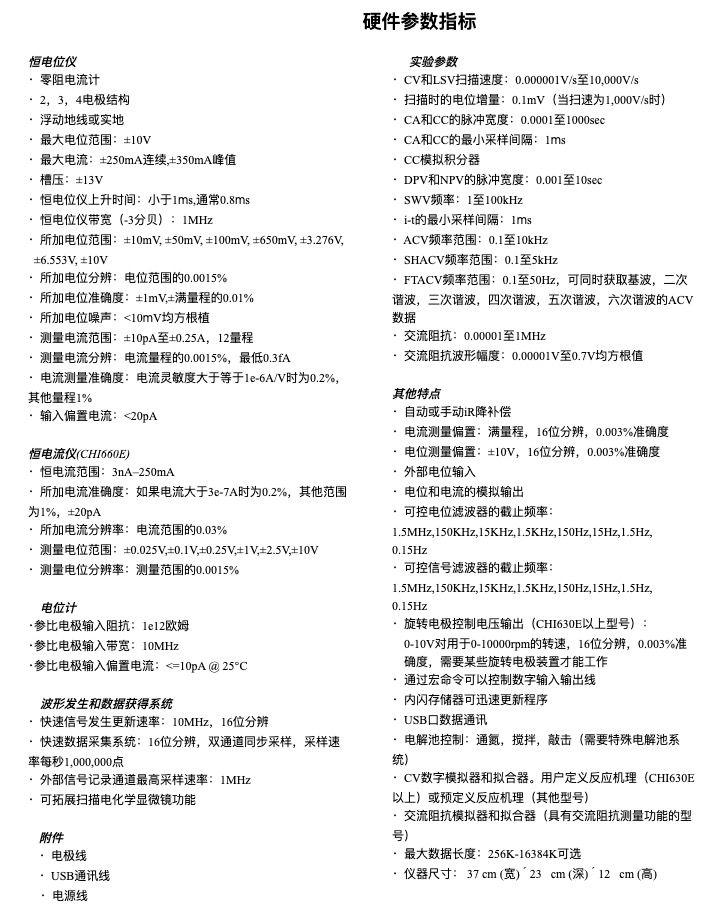 硬件参数指标
恒电位仪
· 零阻电流计
· 2，3，4电极结构
· 浮动地线或实地
· 最大电位范围：±10V
· 最大电流：±250mA连续,±350mA峰值
· 槽压：±13V
· 恒电位仪上升时间：小于1ms,通常0.8ms
· 恒电位仪带宽（-3分贝）：1MHz
· 所加电位范围：±10mV, ±50mV, ±100mV, ±650mV, ±3.276V,
±6.553V, ±10V
· 所加电位分辨：电位范围的0.0015%
· 所加电位准确度：±1mV,±满量程的0.01%
· 所加电位噪声：<10mV均方根植
· 测量电流范围：±10pA至±0.25A，12量程
· 测量电流分辨：电流量程的0.0015%，最低0.3fA
· 电流测量准确度：电流灵敏度大于等于1e-6A/V时为0.2%，
其他量程1%
· 输入偏置电流：<20pA
恒电流仪(CHI660E)
· 恒电流范围：3nA–250mA
· 所加电流准确度：如果电流大于3e-7A时为0.2%，其他范围
为1%，±20pA
· 所加电流分辨率：电流范围的0.03%
· 测量电位范围：±0.025V,±0.1V,±0.25V,±1V,±2.5V,±10V
· 测量电位分辨率：测量范围的0.0015%
电位计
·参比电极输入阻抗：1e12欧姆
·参比电极输入带宽：10MHz
·参比电极输入偏置电流：<=10pA @ 25°C
波形发生和数据获得系统
· 快速信号发生更新速率：10MHz，16位分辨
· 快速数据采集系统：16位分辨，双通道同步采样，采样速
率每秒1,000,000点
· 外部信号记录通道最高采样速率：1MHz
· 可拓展扫描电化学显微镜功能
附件
· 电极线
· USB通讯线
· 电源线
实验参数
· CV和LSV扫描速度：0.000001V/s至10,000V/s
· 扫描时的电位增量：0.1mV（当扫速为1,000V/s时）
· CA和CC的脉冲宽度：0.0001至1000sec
· CA和CC的最小采样间隔：1ms
· CC模拟积分器
· DPV和NPV的脉冲宽度：0.001至10sec
· SWV频率：1至100kHz
· i-t的最小采样间隔：1ms
· ACV频率范围：0.1至10kHz
· SHACV频率范围：0.1至5kHz
· FTACV频率范围：0.1至50Hz，可同时获取基波，二次
谐波，三次谐波，四次谐波，五次谐波，六次谐波的ACV
数据
· 交流阻抗：0.00001至1MHz
· 交流阻抗波形幅度：0.00001V至0.7V均方根值
其他特点
· 自动或手动iR降补偿
· 电流测量偏置：满量程，16位分辨，0.003%准确度
· 电位测量偏置：±10V，16位分辨，0.003%准确度
· 外部电位输入
· 电位和电流的模拟输出
· 可控电位滤波器的截止频率：
1.5MHz,150KHz,15KHz,1.5KHz,150Hz,15Hz,1.5Hz,
0.15Hz
· 可控信号滤波器的截止频率：
1.5MHz,150KHz,15KHz,1.5KHz,150Hz,15Hz,1.5Hz,
0.15Hz
· 旋转电极控制电压输出（CHI630E以上型号）：
0-10V对用于0-10000rpm的转速，16位分辨，0.003%准
确度，需要某些旋转电极装置才能工作
· 通过宏命令可以控制数字输入输出线
· 内闪存储器可迅速更新程序
· USB口数据通讯
· 电解池控制：通氮，搅拌，敲击（需要特殊电解池系
统）
· CV数字模拟器和拟合器。用户定义反应机理（CHI630E
以上）或预定义反应机理（其他型号）
· 交流阻抗模拟器和拟合器（具有交流阻抗测量功能的型
号）
· 最大数据长度：256K-16384K可选
· 仪器尺寸： 37 cm (宽) ´ 23 cm (深) ´ 12 cm (高)